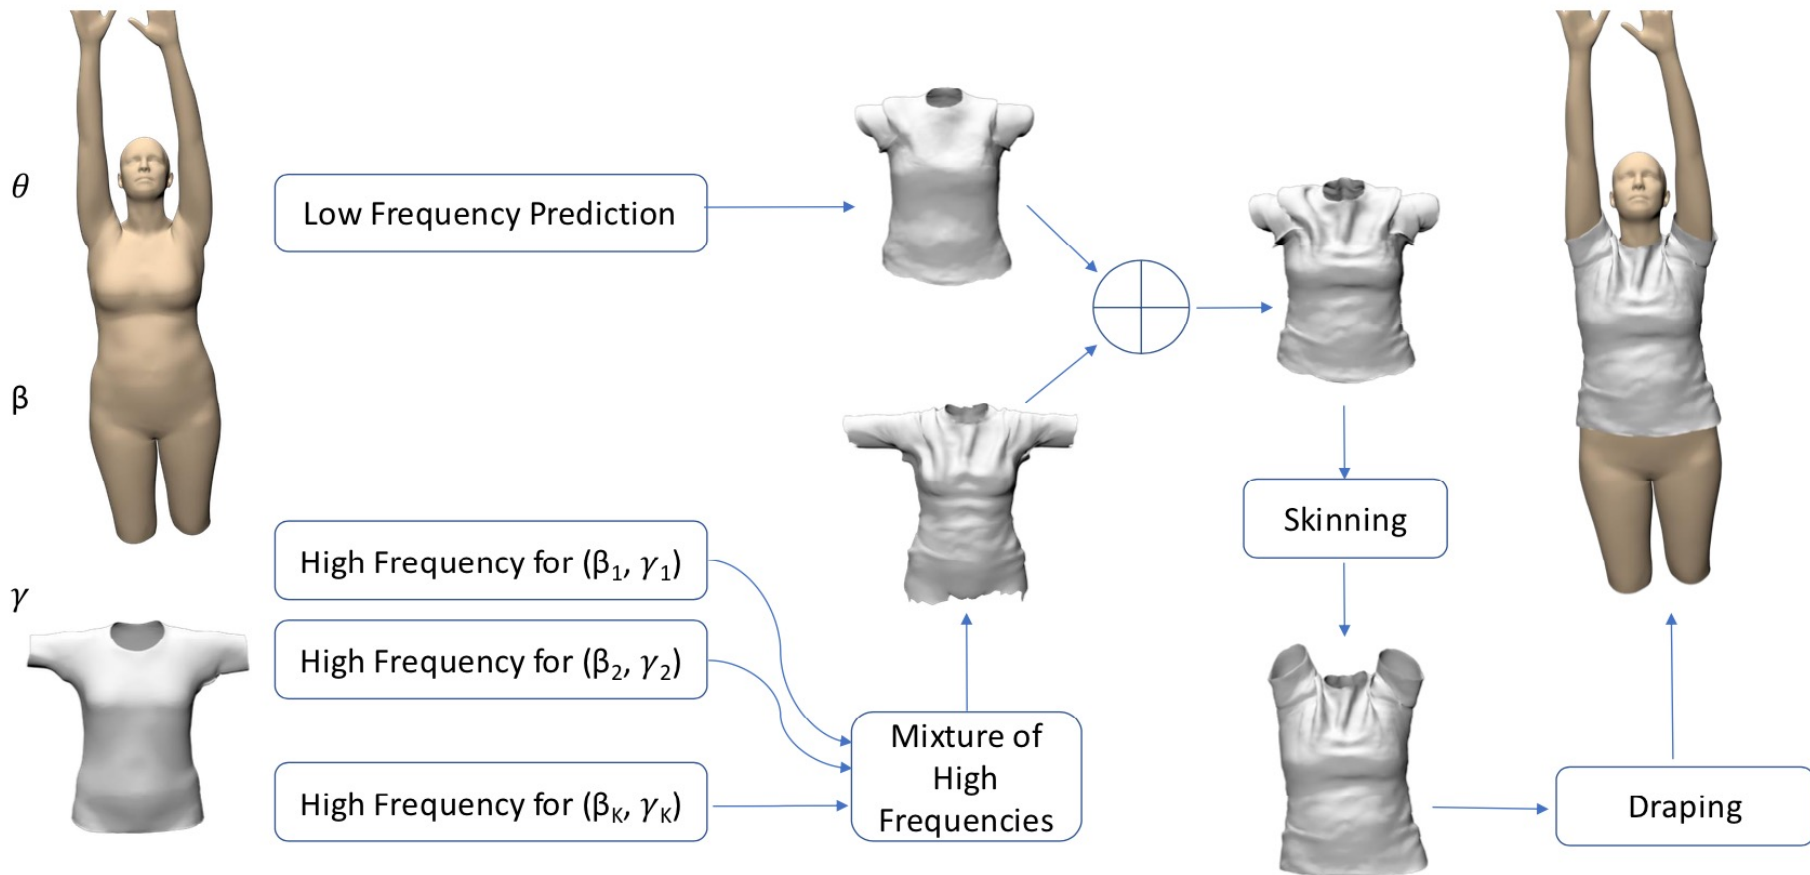 θ
Low Frequency Prediction
β
Skinning
High Frequency for (β₁, γ₁)
γ
High Frequency for (β₂, γ₂)
Mixture of
High
Frequencies
High Frequency for (βₖ, γₖ)
Draping